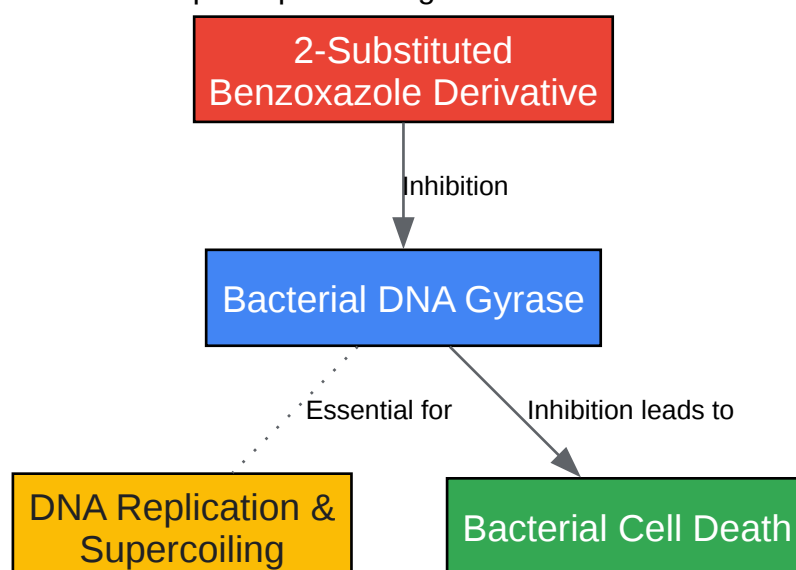 2-Substituted
Benzoxazole Derivative
Inhibition
Bacterial DNA Gyrase
Essential for
Inhibition leads to
DNA Replication &
Supercoiling
Bacterial Cell Death